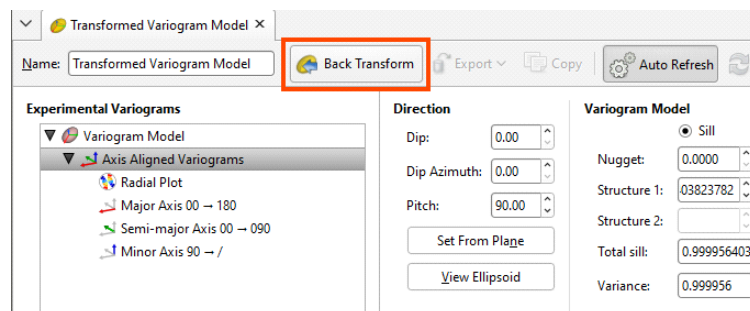 Transformed Variogram Model ×
Name: Transformed Variogram Model Back Transform Export Copy Auto Refresh
Experimental Variograms
Variogram Model
Axis Aligned Variograms
Radial Plot
Major Axis 00 → 180
Semi-major Axis 00 → 090
Minor Axis 90 → /
Direction
Dip: 0.00
Dip Azimuth: 0.00
Pitch: 90.00
Set From Plane
View Ellipsoid
Variogram Model
Sill
Nugget: 0.0000
Structure 1: 03823782
Structure 2:
Total sill: 0.999956403
Variance: 0.999956